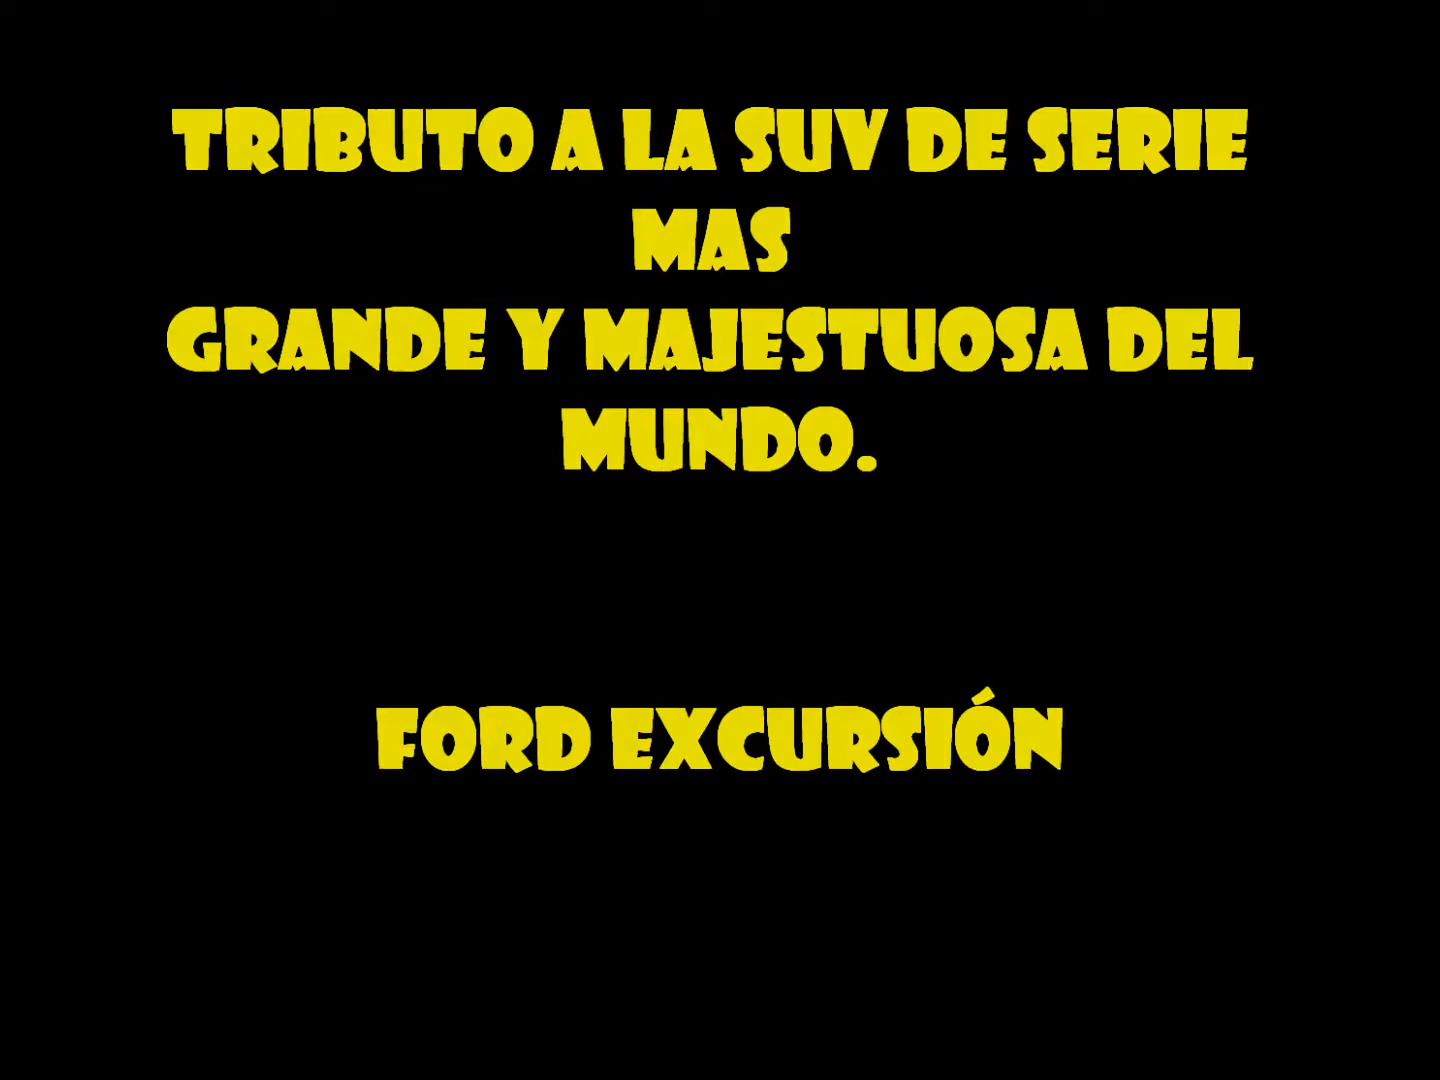 TRIBUTO A LA SUV DE SERIE
MAS
GRANDE Y MAJESTUOSA DEL
MUNDO.
FORD EXCURSIÓN